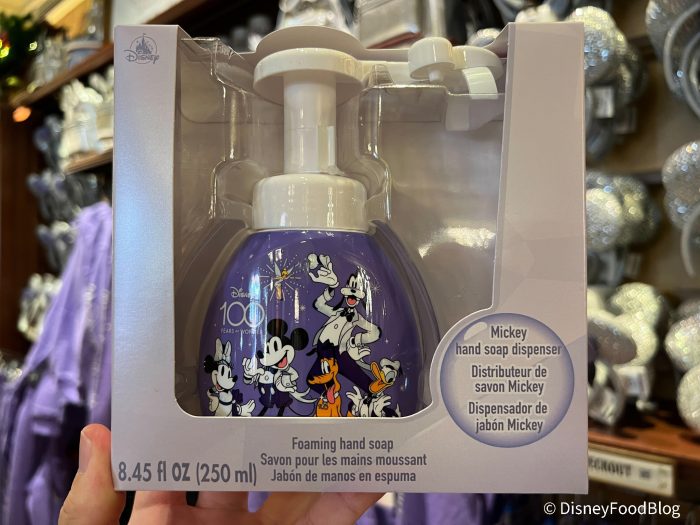 Disney
Disney
100
YEARS OF WONDER
Mickey
hand soap dispenser
Distributeur de
savon Mickey
Dispensador de
jabón Mickey
Foaming hand soap
8.45 fl OZ (250 ml) Savon pour les mains moussant
Jabón de manos en espuma
© DisneyFoodBlog